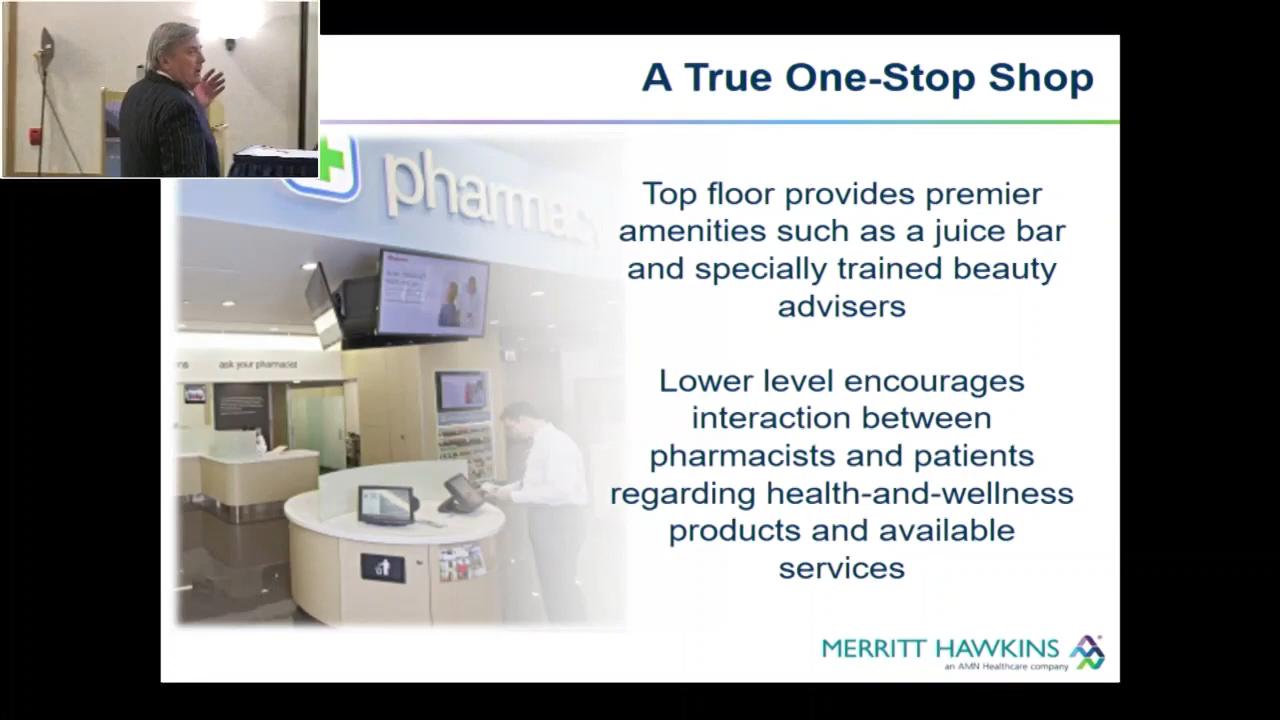 A True One-Stop Shop
pharmacy
ask your pharmacist
Top floor provides premier
amenities such as a juice bar
and specially trained beauty
advisers
Lower level encourages
interaction between
pharmacists and patients
regarding health-and-wellness
products and available
services
MERRITT HAWKINS
an AMN Healthcare company